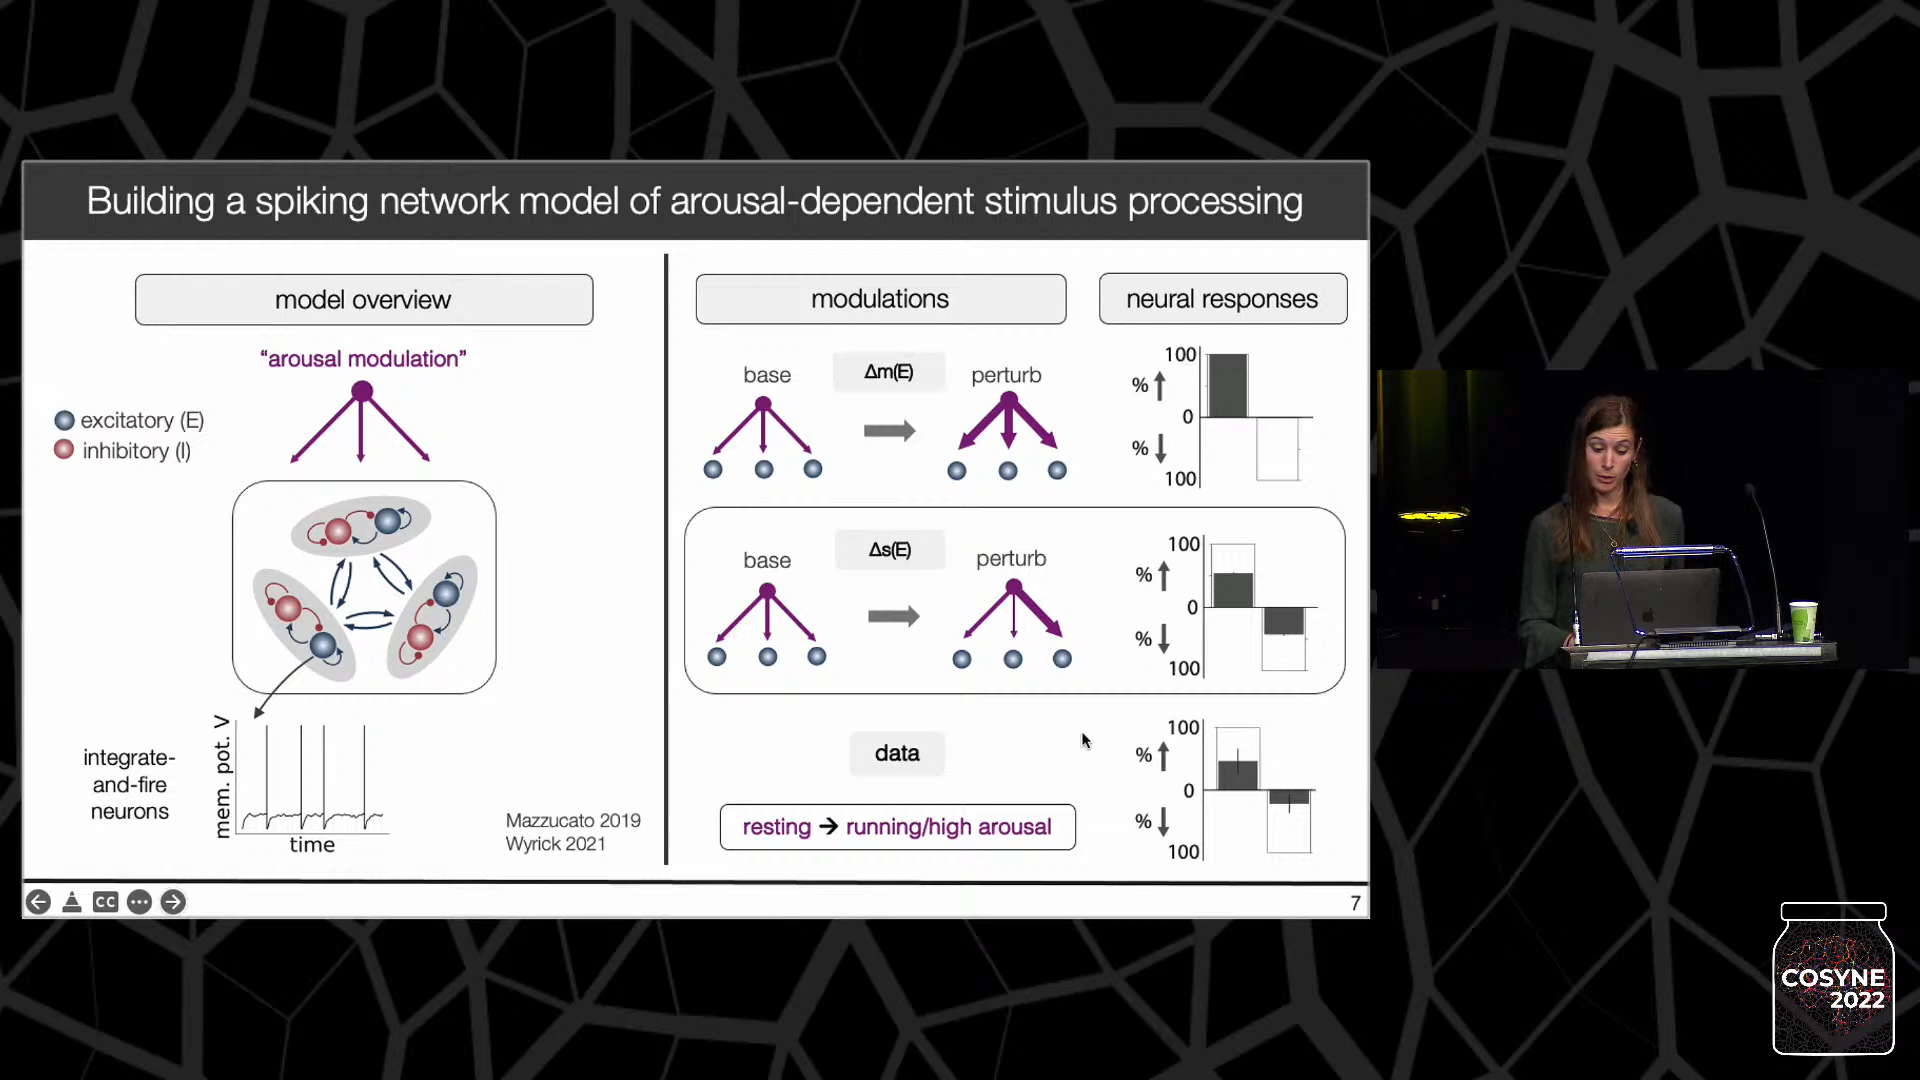 Building a spiking network model of arousal-dependent stimulus processing
model overview
“arousal modulation”
excitatory (E)
inhibitory (I)
integrate-
and-fire
neurons
mem. pot. V
time
Mazzucato 2019
Wyrick 2021
modulations
neural responses
base
Δm(E)
perturb
100
%
0
%
100
base
Δs(E)
perturb
100
%
0
%
100
data
resting → running/high arousal
100
%
0
%
100
CC
7
COSYNE
2022